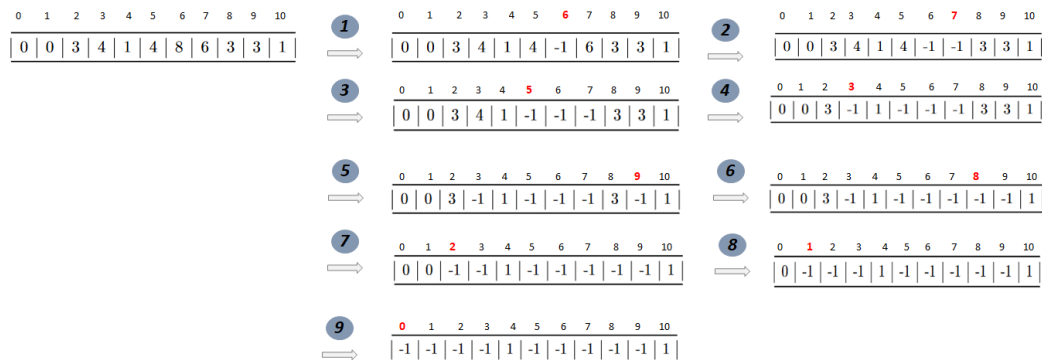 0 1 2 3 4 5 6 7 8 9 10
0 0 3 4 1 4 8 6 3 3 1
1
0 1 2 3 4 5 6 7 8 9 10
0 0 3 4 1 4 -1 6 3 3 1
2
0 1 2 3 4 5 6 7 8 9 10
0 0 3 4 1 4 -1 -1 3 3 1
3
0 1 2 3 4 5 6 7 8 9 10
0 0 3 4 1 -1 -1 -1 3 3 1
4
0 1 2 3 4 5 6 7 8 9 10
0 0 3 -1 1 -1 -1 -1 3 3 1
5
0 1 2 3 4 5 6 7 8 9 10
0 0 3 -1 1 -1 -1 -1 3 -1 1
6
0 1 2 3 4 5 6 7 8 9 10
0 0 3 -1 1 -1 -1 -1 -1 -1 1
7
0 1 2 3 4 5 6 7 8 9 10
0 0 -1 -1 1 -1 -1 -1 -1 -1 1
8
0 1 2 3 4 5 6 7 8 9 10
0 -1 -1 -1 1 -1 -1 -1 -1 -1 1
9
0 1 2 3 4 5 6 7 8 9 10
-1 -1 -1 -1 1 -1 -1 -1 -1 -1 1